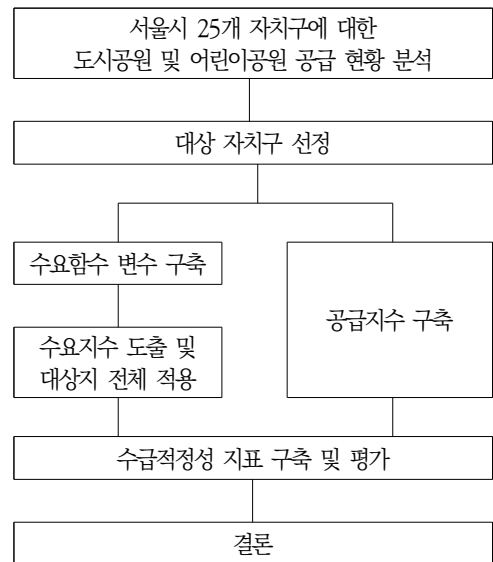 서울시 25개 자치구에 대한
도시공원 및 어린이공원 공급 현황 분석
대상 자치구 선정
수요함수 변수 구축
수요지수 도출 및
대상지 전체 적용
공급지수 구축
수급적정성 지표 구축 및 평가
결론